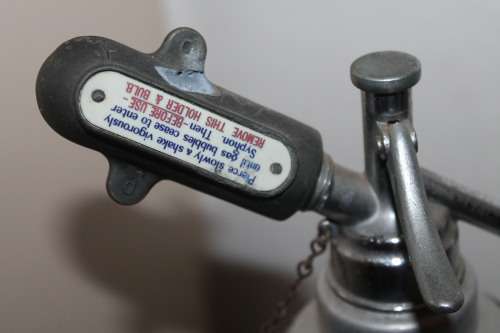 Pierce slowly & shake vigorously
until gas bubbles cease to enter
Syphon. Then
-BEFORE USE-
REMOVE THIS HOLDER & BULB.